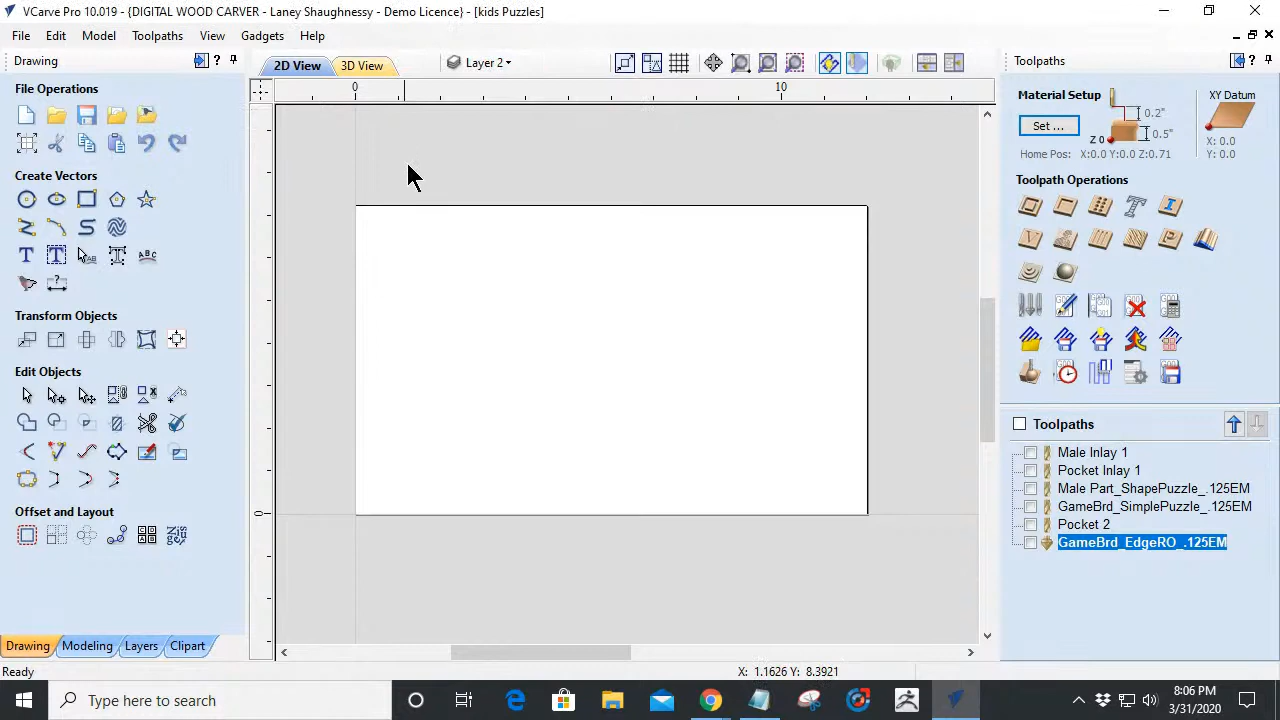 VCarve Pro 10.019 - {DIGITAL WOOD CARVER - Laney Shaughnessy - Demo Licence} - [kids Puzzles]
File Edit Model Toolpaths View Gadgets Help
Drawing
File Operations
Create Vectors
Transform Objects
Edit Objects
Offset and Layout
Drawing Modeling Layers Clipart
2D View 3D View Layer 2
0 10
0
Toolpaths
Material Setup
Set ...
0.2"
Z 0
0.5"
Home Pos: X:0.0 Y:0.0 Z:0.71
XY Datum
X: 0.0
Y: 0.0
Toolpath Operations
Toolpaths
Male Inlay 1
Pocket Inlay 1
Male Part_ShapePuzzle_.125EM
GameBrd_SimplePuzzle_.125EM
Pocket 2
GameBrd_EdgeRO_.125EM
Ready
X: 1.1626 Y: 8.3921
Type here to search
8:06 PM
3/31/2020